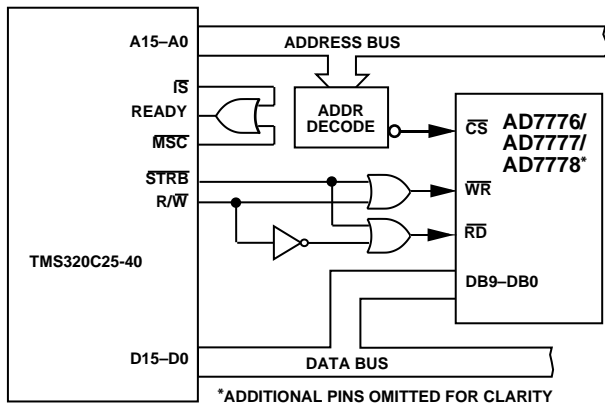 A15–A0
ADDRESS BUS
IS
READY
MSC
ADDR
DECODE
CS
AD7776/
AD7777/
AD7778*
STRB
R/W
WR
RD
TMS320C25-40
DB9–DB0
D15–D0
DATA BUS
*ADDITIONAL PINS OMITTED FOR CLARITY